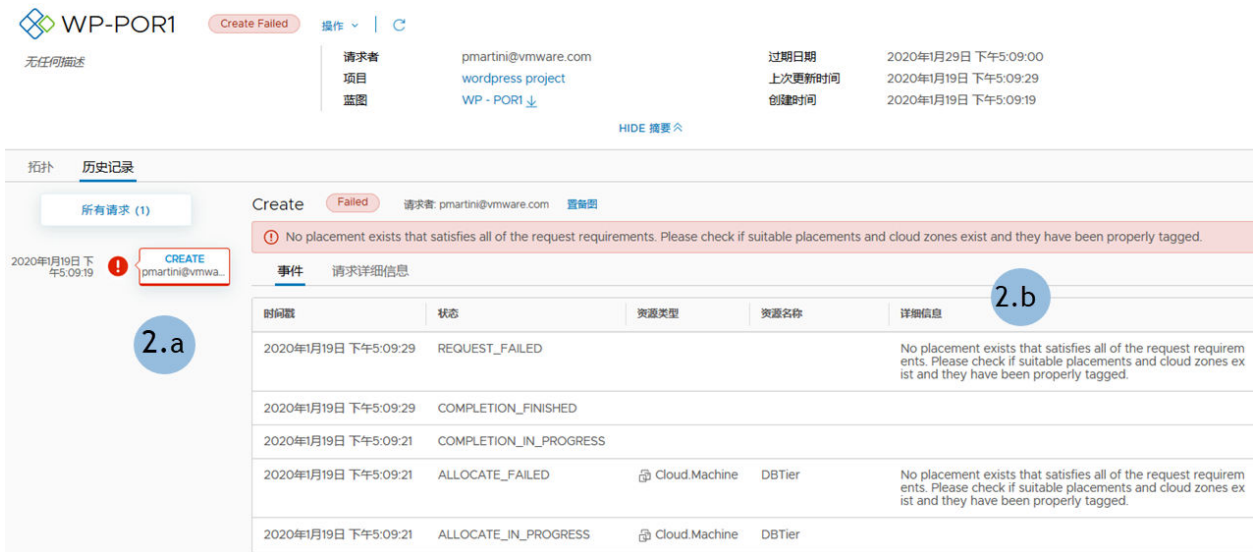 WP-POR1
Create Failed
操作
无任何描述
请求者 pmartini@vmware.com
项目 wordpress project
蓝图 WP - POR1
过期日期 2020年1月29日 下午5:09:00
上次更新时间 2020年1月19日 下午5:09:29
创建时间 2020年1月19日 下午5:09:19
HIDE 摘要
拓扑 历史记录
所有请求 (1)
2020年1月19日 下
午5:09:19
CREATE
pmartini@vmwa...
2.a
Create Failed 请求者: pmartini@vmware.com 置备图
No placement exists that satisfies all of the request requirements. Please check if suitable placements and cloud zones exist and they have been properly tagged.
事件 请求详细信息
2.b
时间戳 状态 资源类型 资源名称 详细信息
2020年1月19日 下午5:09:29 REQUEST_FAILED No placement exists that satisfies all of the request requirem
ents. Please check if suitable placements and cloud zones ex
ist and they have been properly tagged.
2020年1月19日 下午5:09:29 COMPLETION_FINISHED
2020年1月19日 下午5:09:21 COMPLETION_IN_PROGRESS
2020年1月19日 下午5:09:21 ALLOCATE_FAILED Cloud.Machine DBTier No placement exists that satisfies all of the request requirem
ents. Please check if suitable placements and cloud zones ex
ist and they have been properly tagged.
2020年1月19日 下午5:09:21 ALLOCATE_IN_PROGRESS Cloud.Machine DBTier